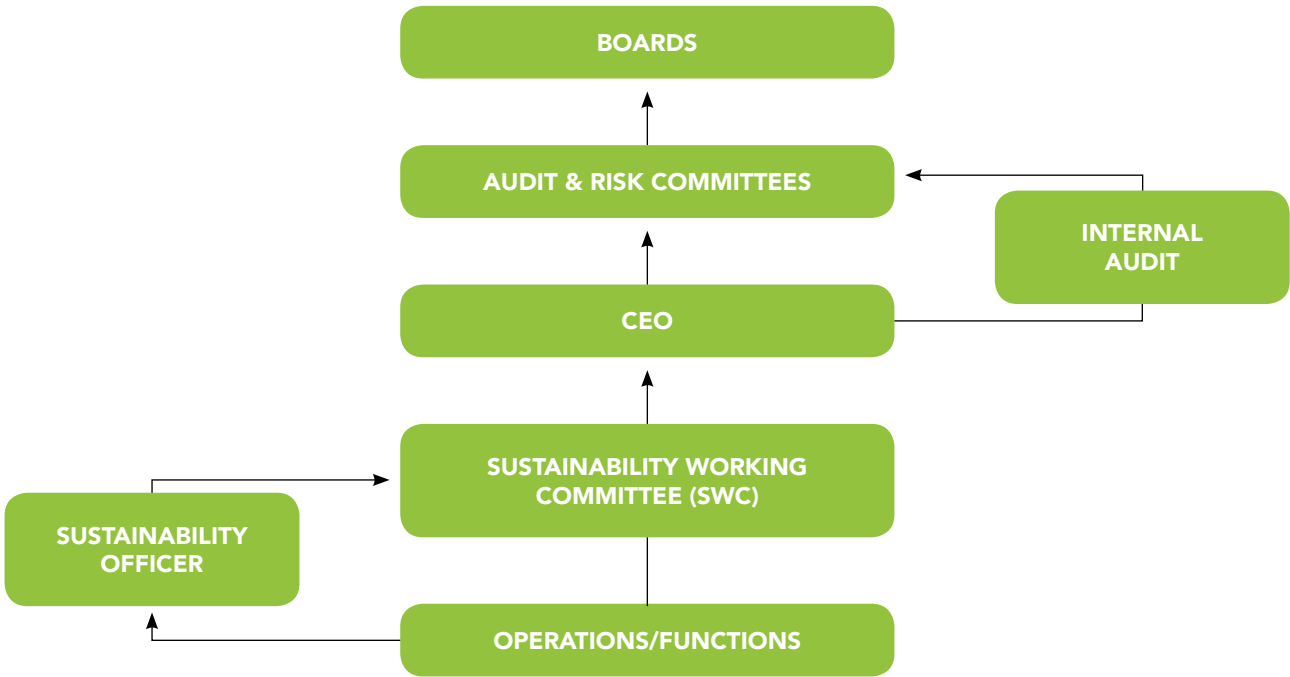 BOARDS
AUDIT & RISK COMMITTEES
INTERNAL
AUDIT
CEO
SUSTAINABILITY WORKING
COMMITTEE (SWC)
SUSTAINABILITY
OFFICER
OPERATIONS/FUNCTIONS